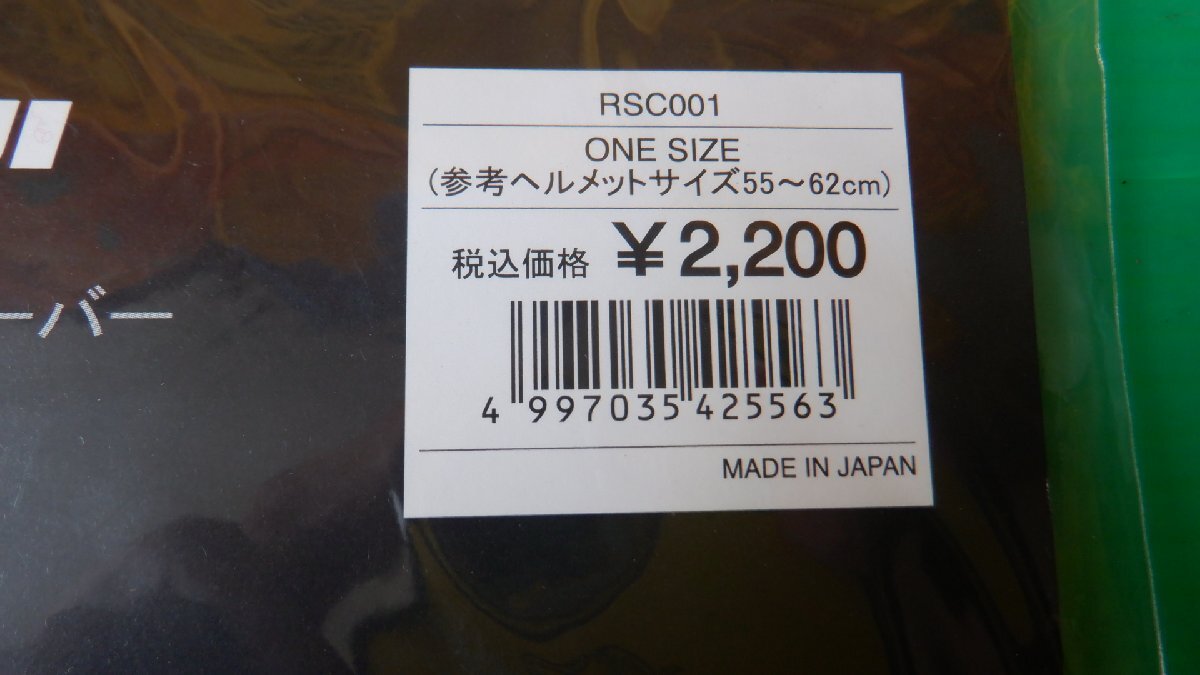 RSC001
ONE SIZE
(参考ヘルメットサイズ55～62cm)
税込価格 ¥2,200
4 997035 425563
MADE IN JAPAN
ーバー